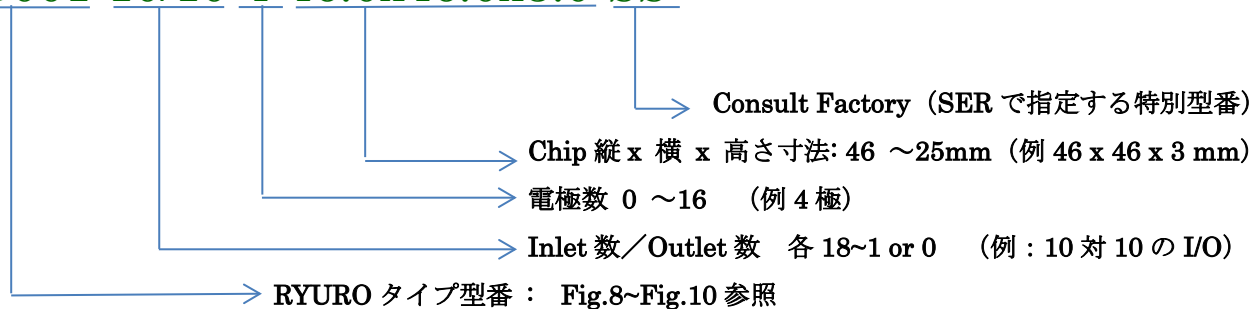 Consult Factory（SER で指定する特別型番）
Chip 縦 x 横 x 高さ寸法: 46 ～25mm（例 46 x 46 x 3 mm）
電極数 0 ～16 （例 4 極）
Inlet 数／Outlet 数 各 18~1 or 0 （例：10 対 10 の I/O）
RYURO タイプ型番： Fig.8~Fig.10 参照